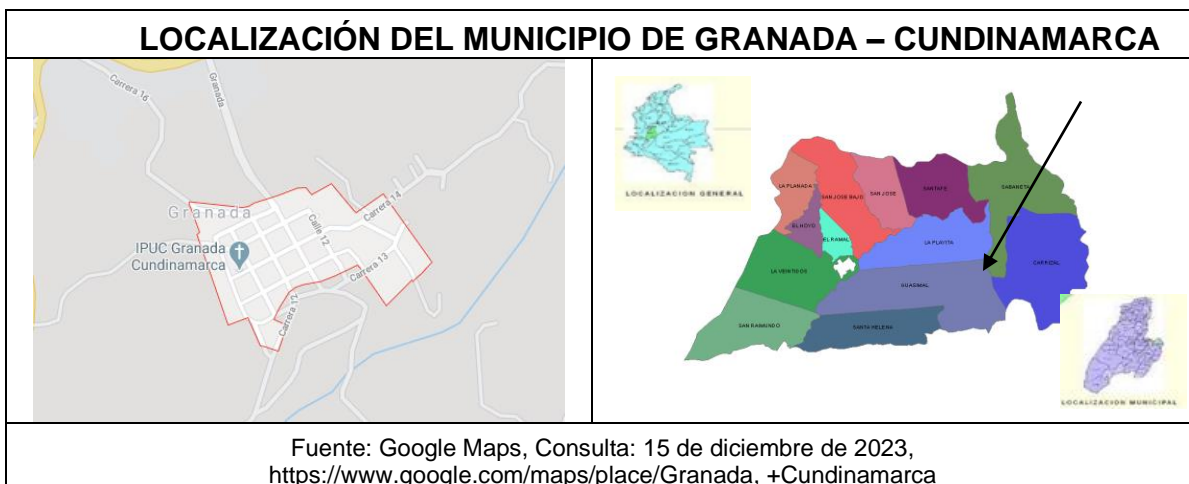 LOCALIZACIÓN DEL MUNICIPIO DE GRANADA – CUNDINAMARCA
Carrera 16
Granada
Granada
Calle 12
Carrera 14
IPUC Granada
Cundinamarca
Carrera 13
Carrera 12
LOCALIZACION GENERAL
LA PLANADA
SAN JOSE BAJO
SAN JOSE
SANTAFE
SABANETA
EL HOYO
EL RAMAL
LA PLAYITA
LA VEINTIDOS
GUASIMAL
CARRIZAL
SAN RAIMUNDO
SANTA HELENA
LOCALIZACION MUNICIPAL
Fuente: Google Maps, Consulta: 15 de diciembre de 2023,
https://www.google.com/maps/place/Granada, +Cundinamarca